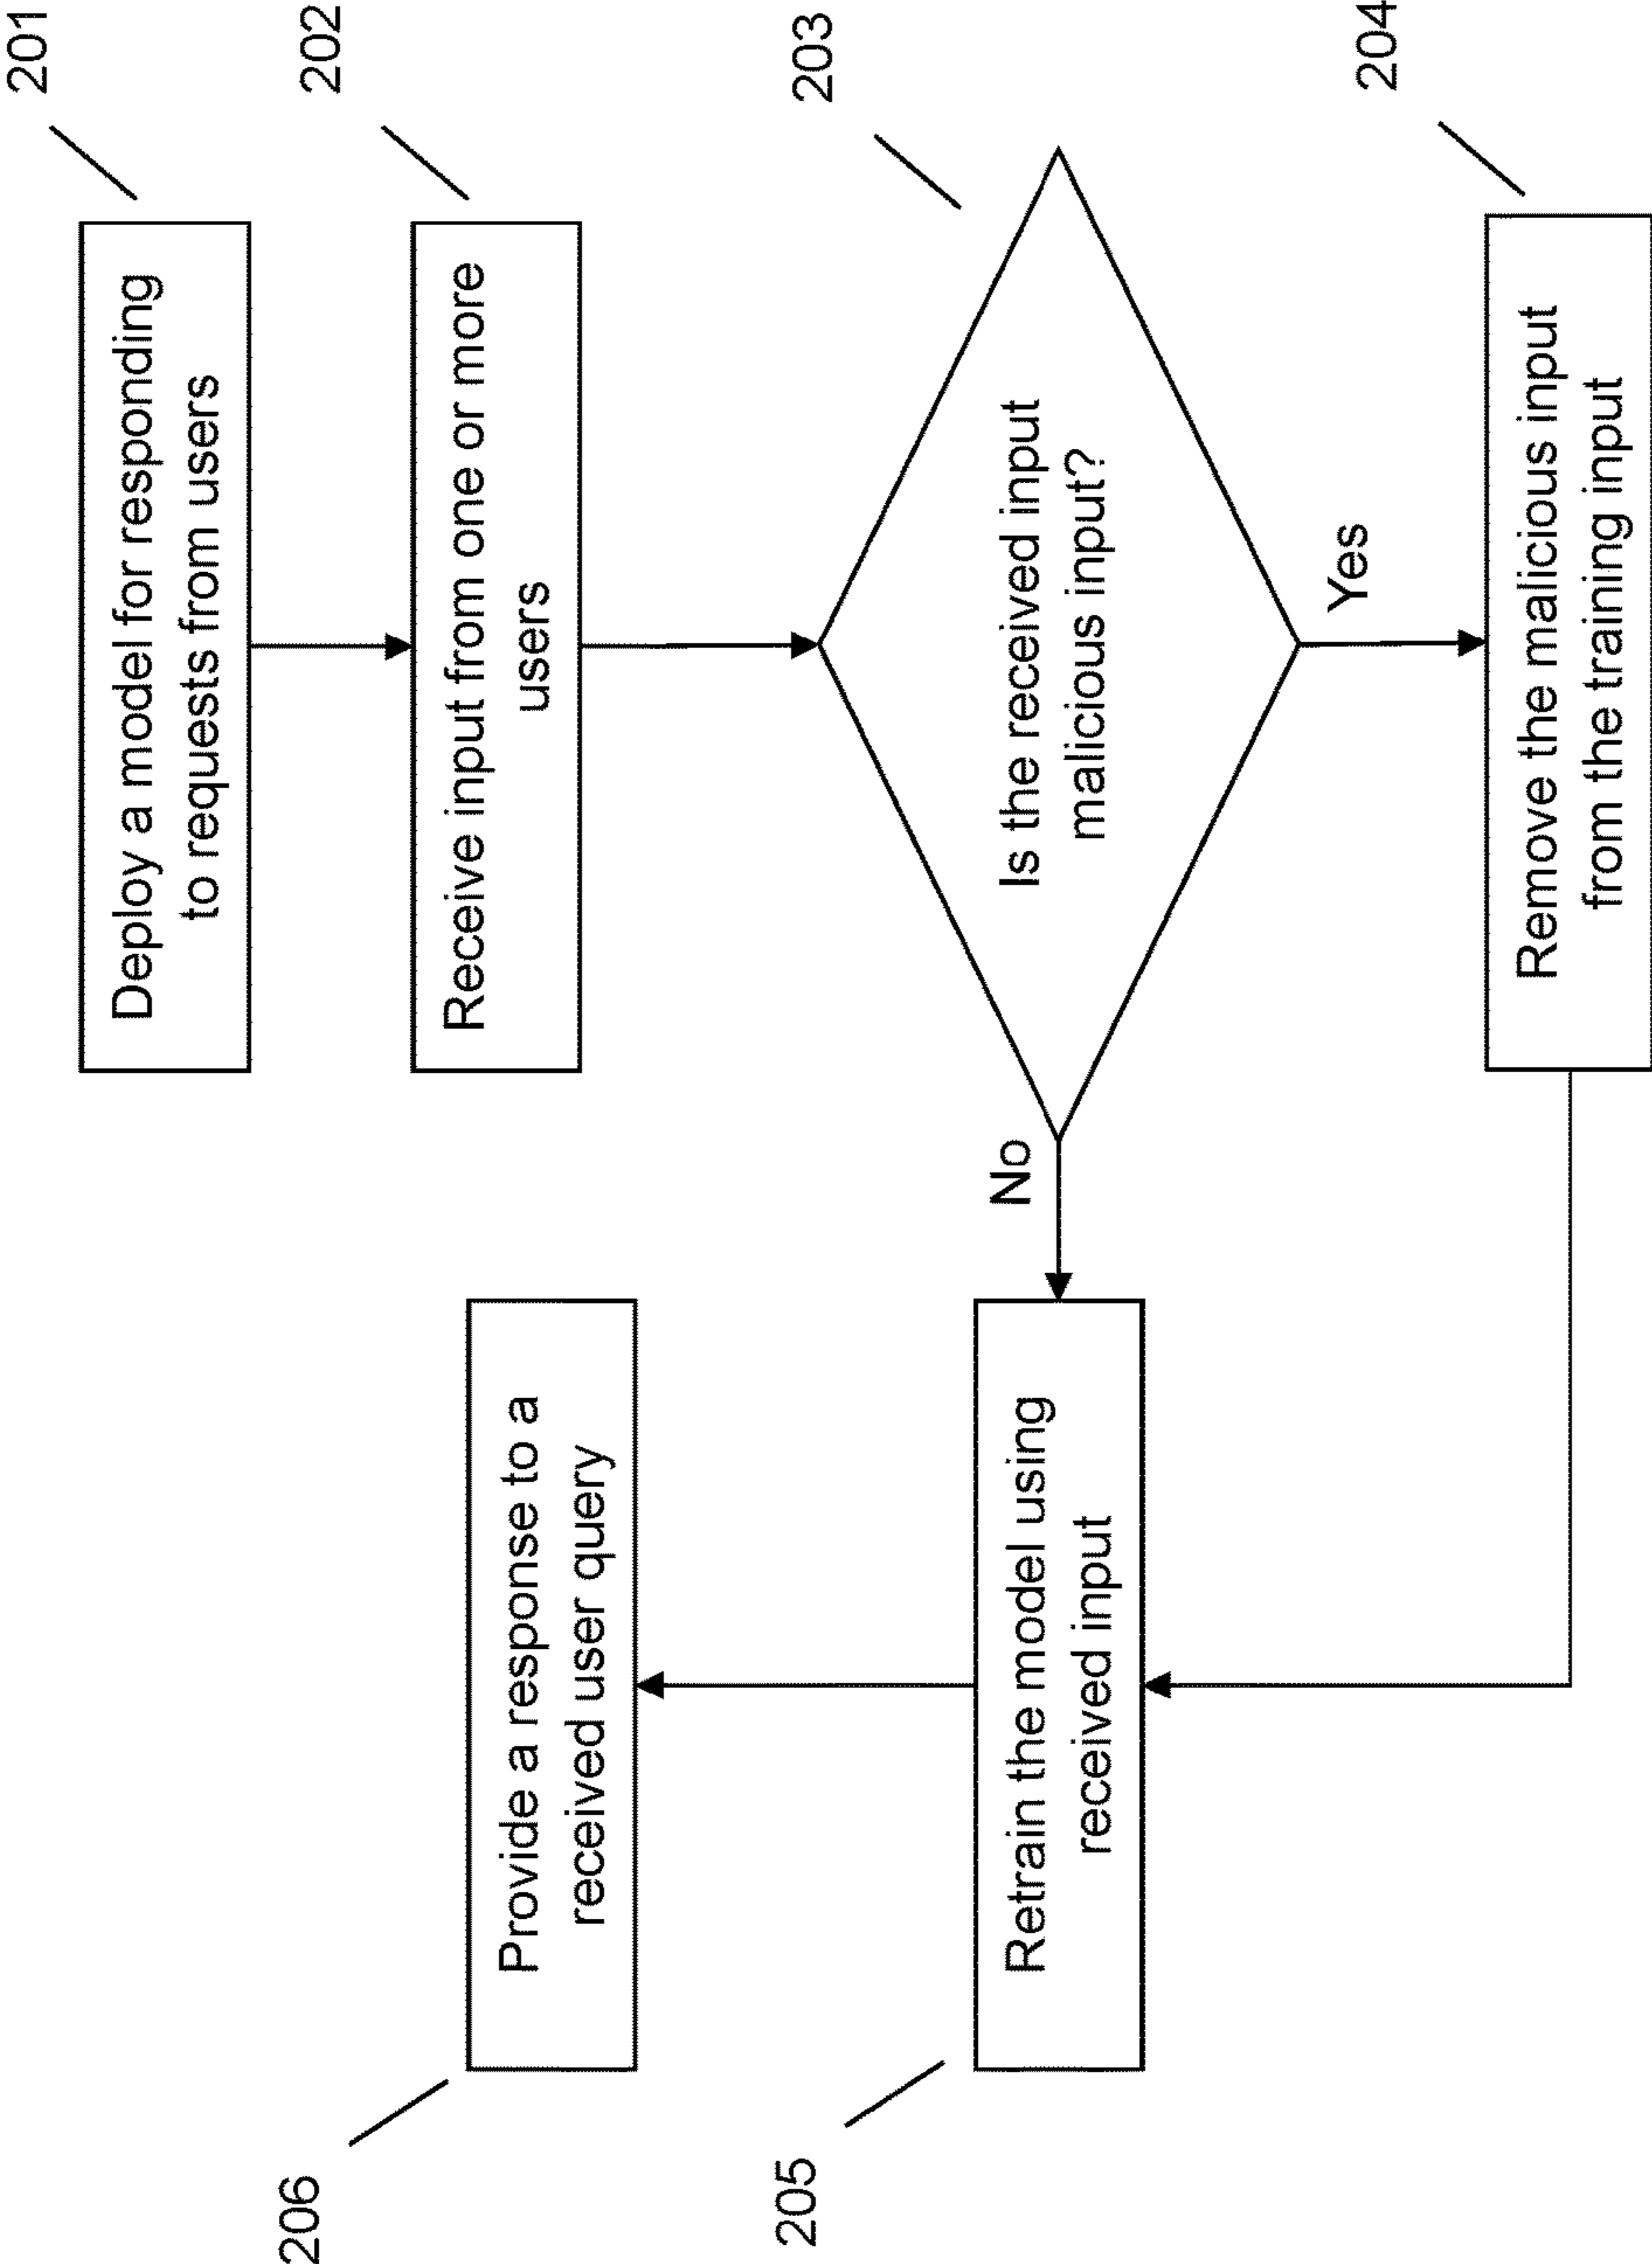 201
Deploy a model for responding
to requests from users
202
Receive input from one or more
users
203
Is the received input
malicious input?
Yes
204
Remove the malicious input
from the training input
No
205
Retrain the model using
received input
206
Provide a response to a
received user query